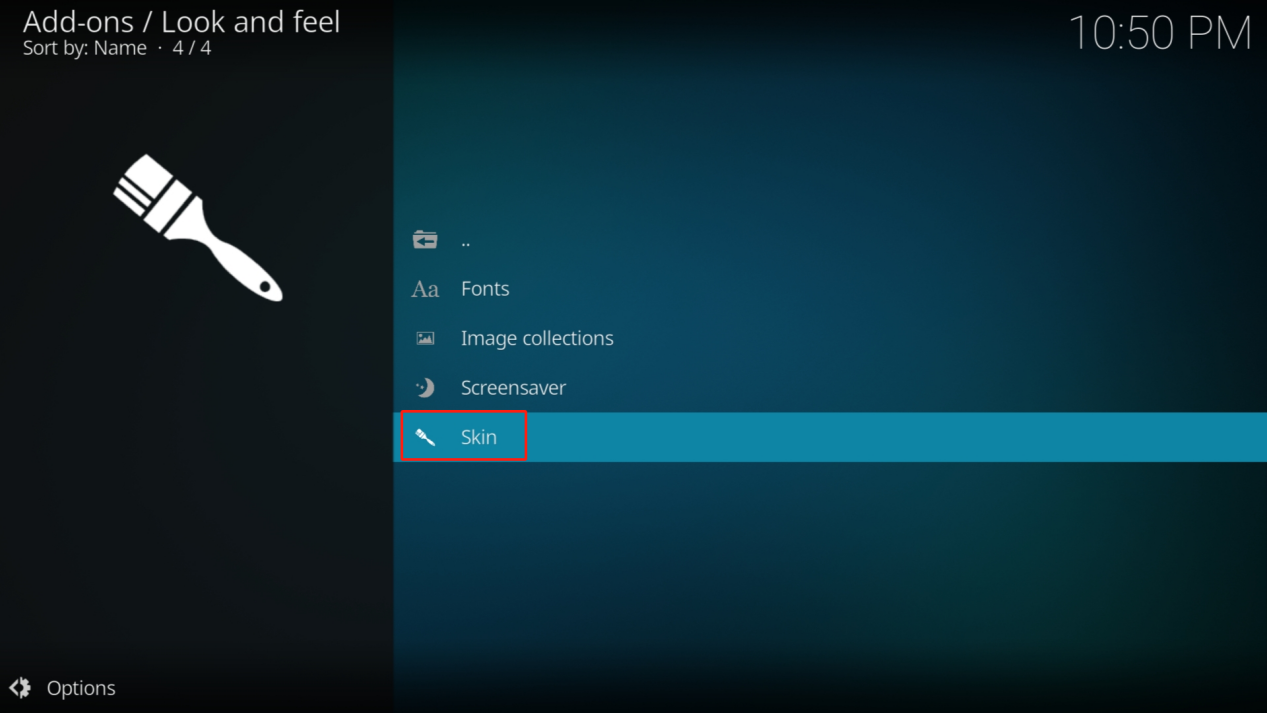 Add-ons / Look and feel
Sort by: Name · 4 / 4
10:50 PM
..
Aa Fonts
Image collections
Screensaver
Skin
Options